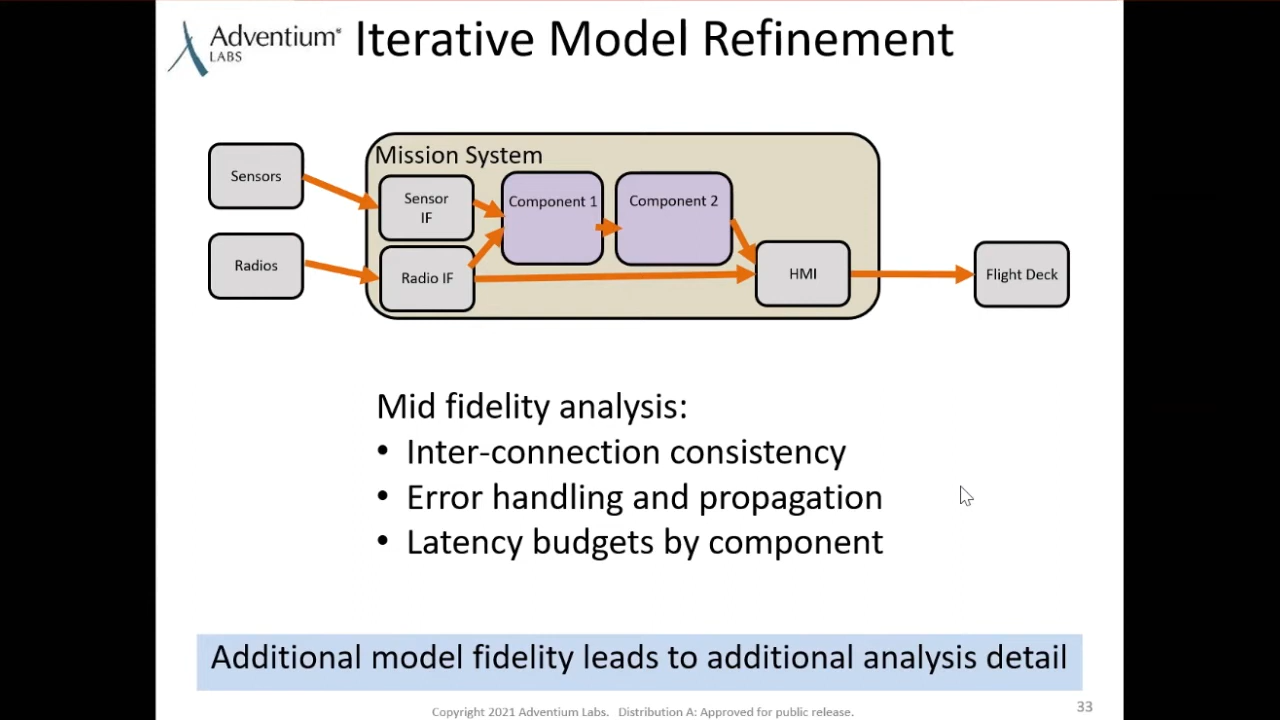 Adventium®
LABS
Iterative Model Refinement
Mission System
Sensors
Sensor
IF
Component 1
Component 2
Radios
Radio IF
HMI
Flight Deck
Mid fidelity analysis:
• Inter-connection consistency
• Error handling and propagation
• Latency budgets by component
Additional model fidelity leads to additional analysis detail
Copyright 2021 Adventium Labs. Distribution A: Approved for public release.
33